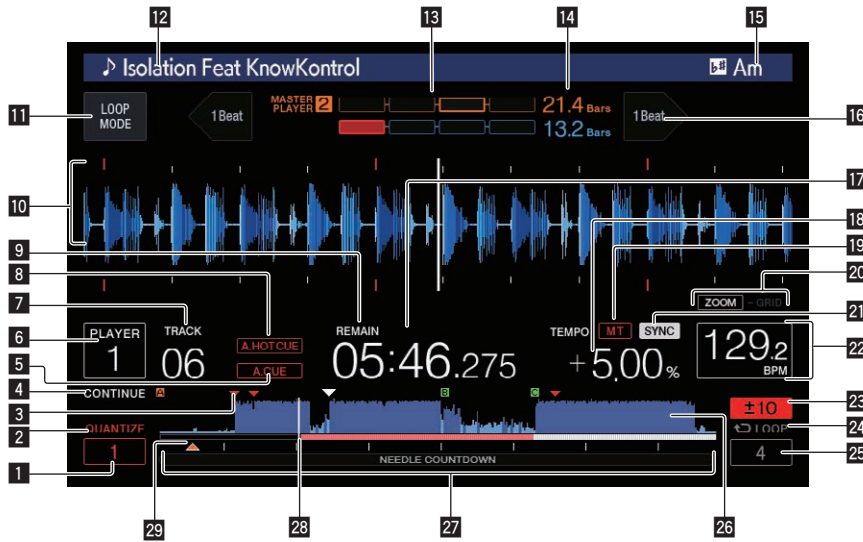 12 13 14 15
♪ Isolation Feat KnowKontrol ♭# Am
11 LOOP MODE 1Beat MASTER PLAYER 2 21.4 Bars 1Beat 16
13.2 Bars
17
10 18
9 19
8 20
7 ZOOM - GRID 21
6 PLAYER 1 TRACK 06 A.HOTCUE REMAIN 05:46.275 TEMPO MT SYNC +5.00% 129.2 BPM 22
5 A.CUE
4 CONTINUE A B C 23
3 ±10
2 QUANTIZE LOOP 24
1 1 NEEDLE COUNTDOWN 4 25
29 28 27 26